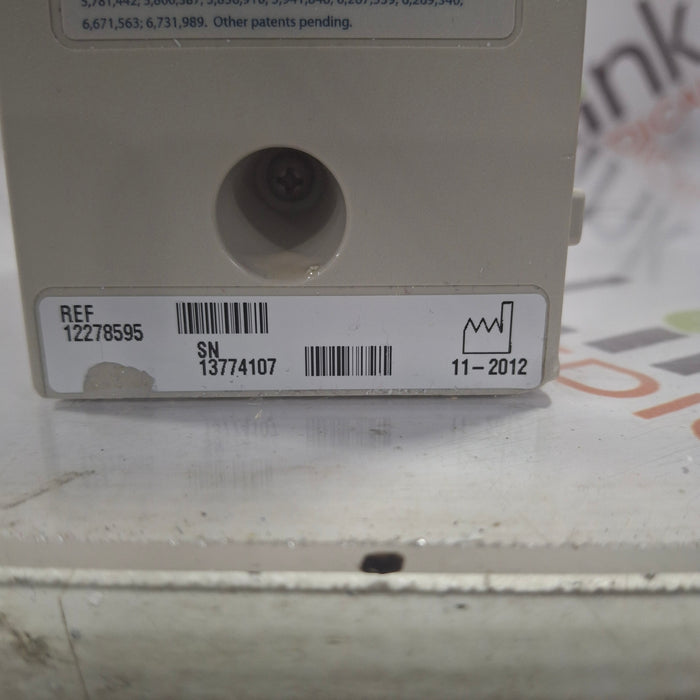 6,671,563; 6,731,989. Other patents pending.
REF
12278595
SN
13774107
11-2012